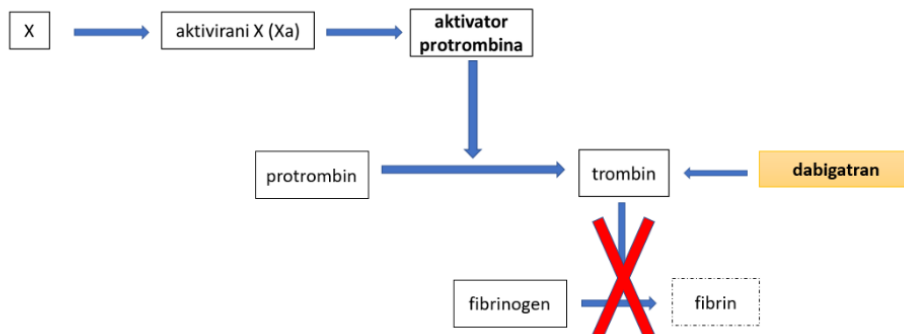 X
aktivirani X (Xa)
aktivator
protrombina
protrombin
trombin
dabigatran
fibrinogen
fibrin